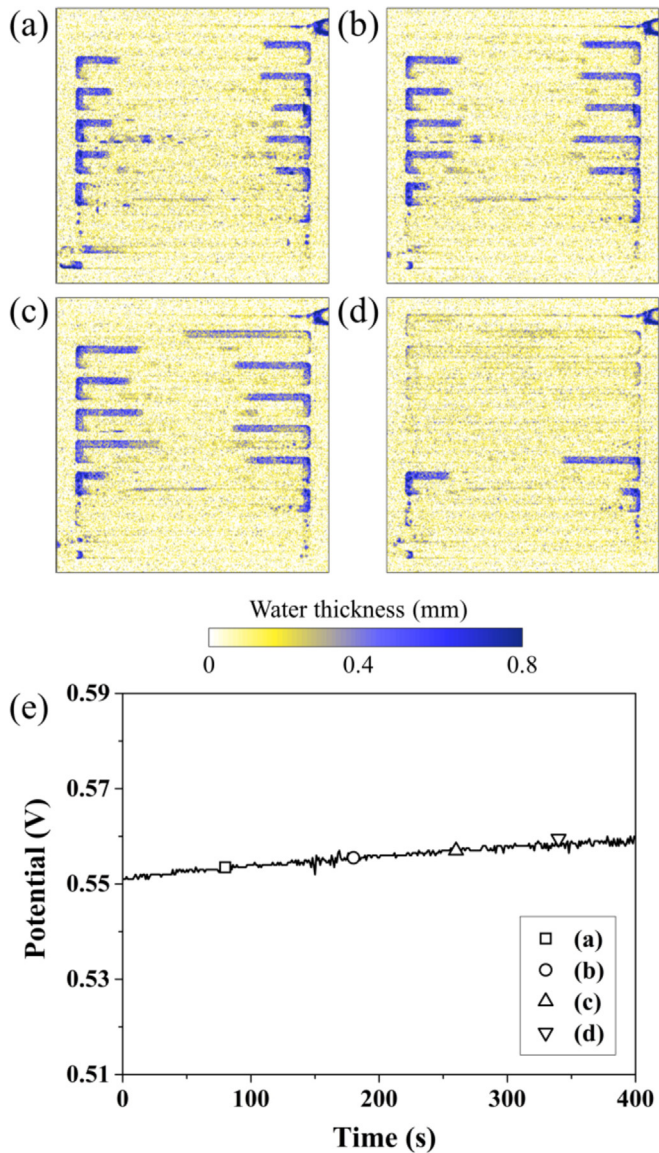 (a)
(b)
(c)
(d)
Water thickness (mm)
0
0.4
0.8
(e)
0.59
0.57
0.55
0.53
0.51
Potential (V)
0
100
200
300
400
Time (s)
(a)
(b)
(c)
(d)